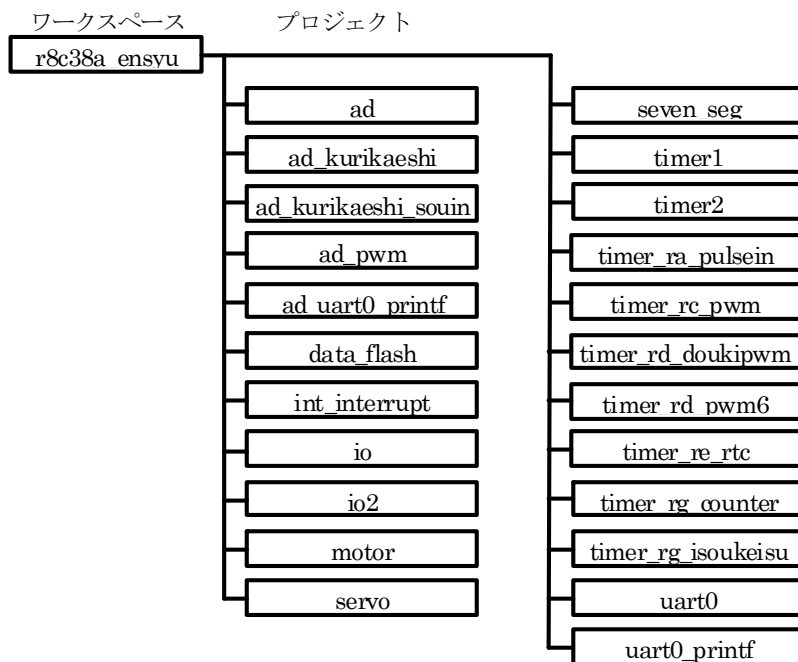 ワークスペース
プロジェクト
r8c38a_ensyu
ad
ad_kurikaeshi
ad_kurikaeshi_souin
ad_pwm
ad_uart0_printf
data_flash
int_interrupt
io
io2
motor
servo
seven_seg
timer1
timer2
timer_ra_pulsein
timer_rc_pwm
timer_rd_doukipwm
timer_rd_pwm6
timer_re_rtc
timer_rg_counter
timer_rg_isoukeisu
uart0
uart0_printf